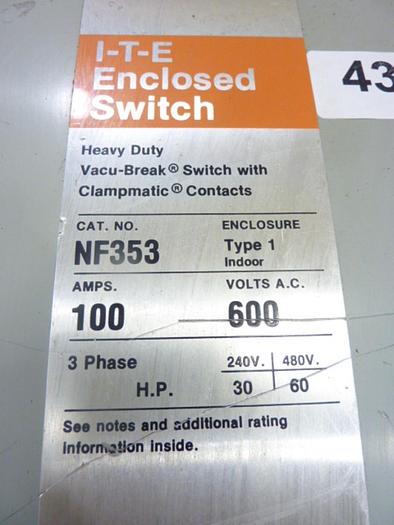 I-T-E
Enclosed
Switch
43
Heavy Duty
Vacu-Break® Switch with
Clampmatic® Contacts
CAT. NO. ENCLOSURE
NF353 Type 1
Indoor
AMPS. VOLTS A.C.
100 600
3 Phase 240V. 480V.
H.P. 30 60
See notes and additional rating
Information inside.